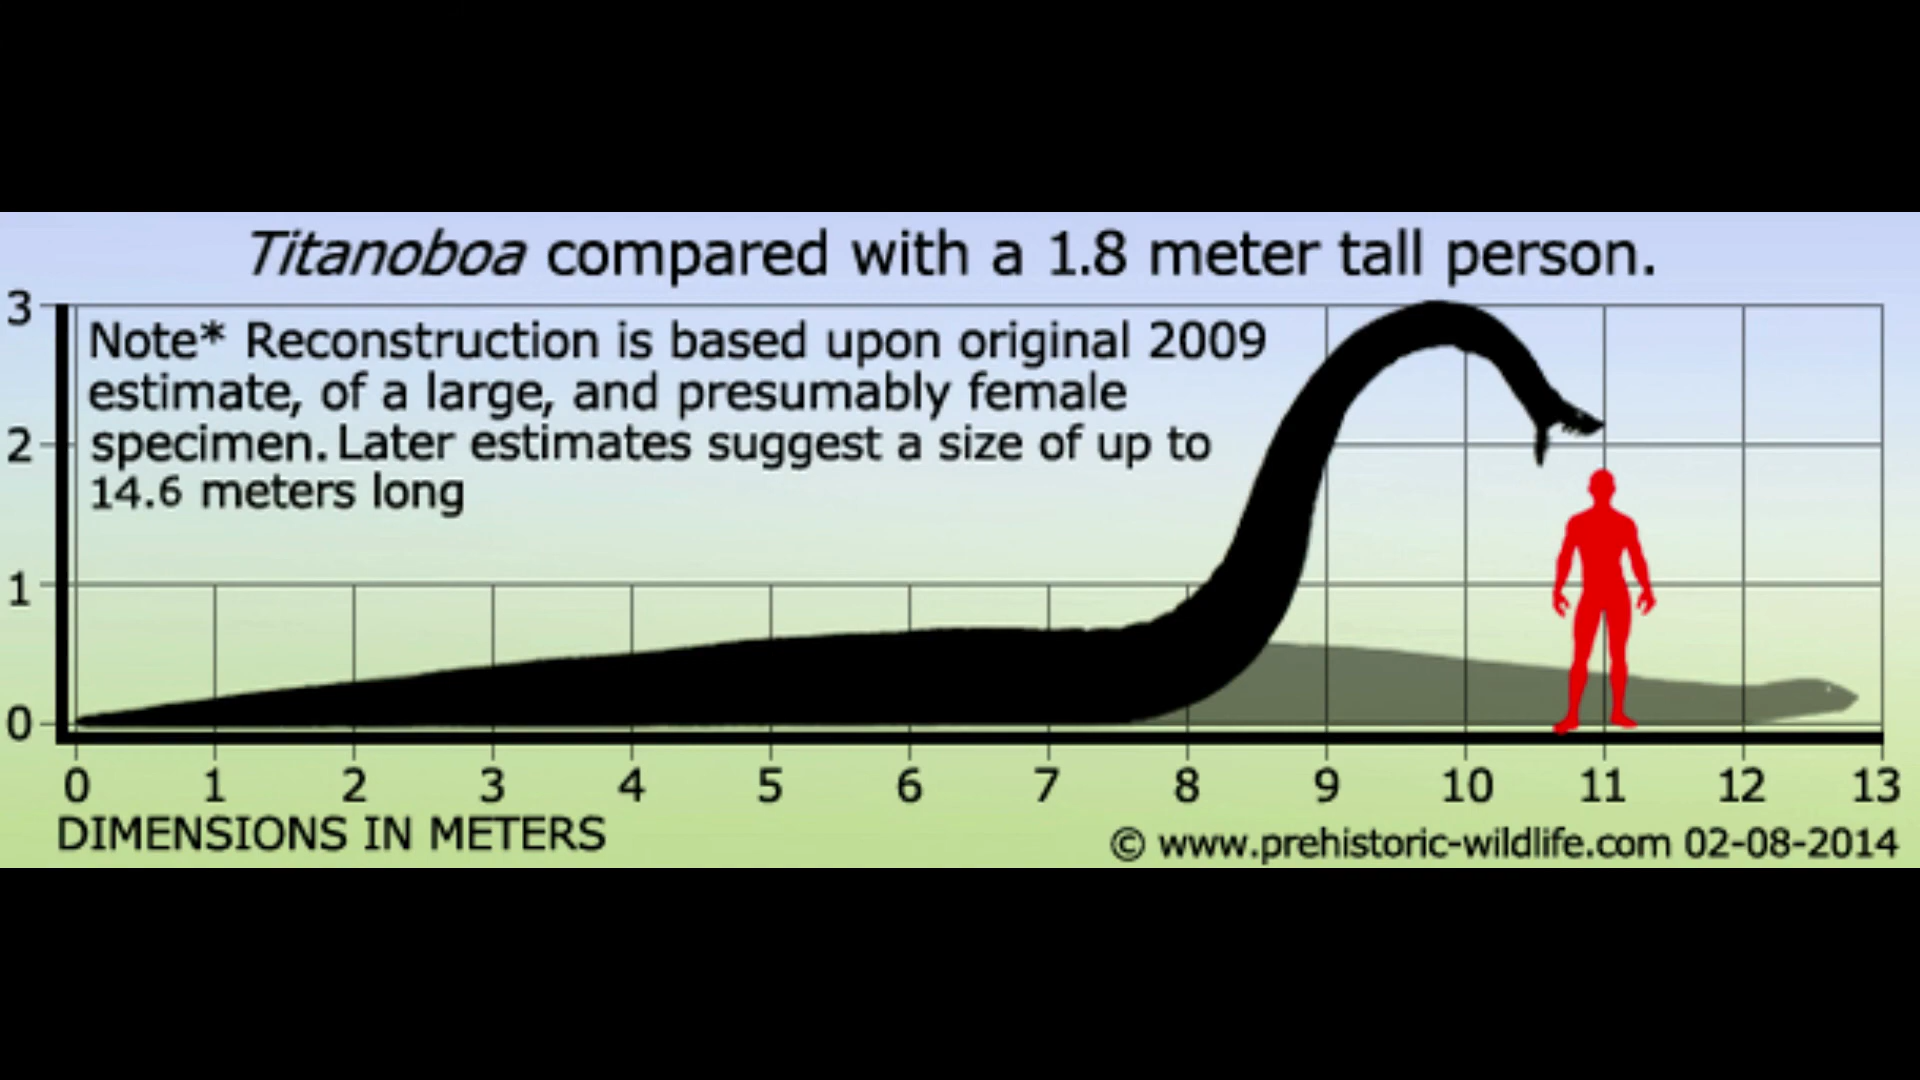 Titanoboa compared with a 1.8 meter tall person.
Note* Reconstruction is based upon original 2009
estimate, of a large, and presumably female
specimen. Later estimates suggest a size of up to
14.6 meters long
3
2
1
0
0 1 2 3 4 5 6 7 8 9 10 11 12 13
DIMENSIONS IN METERS
© www.prehistoric-wildlife.com 02-08-2014